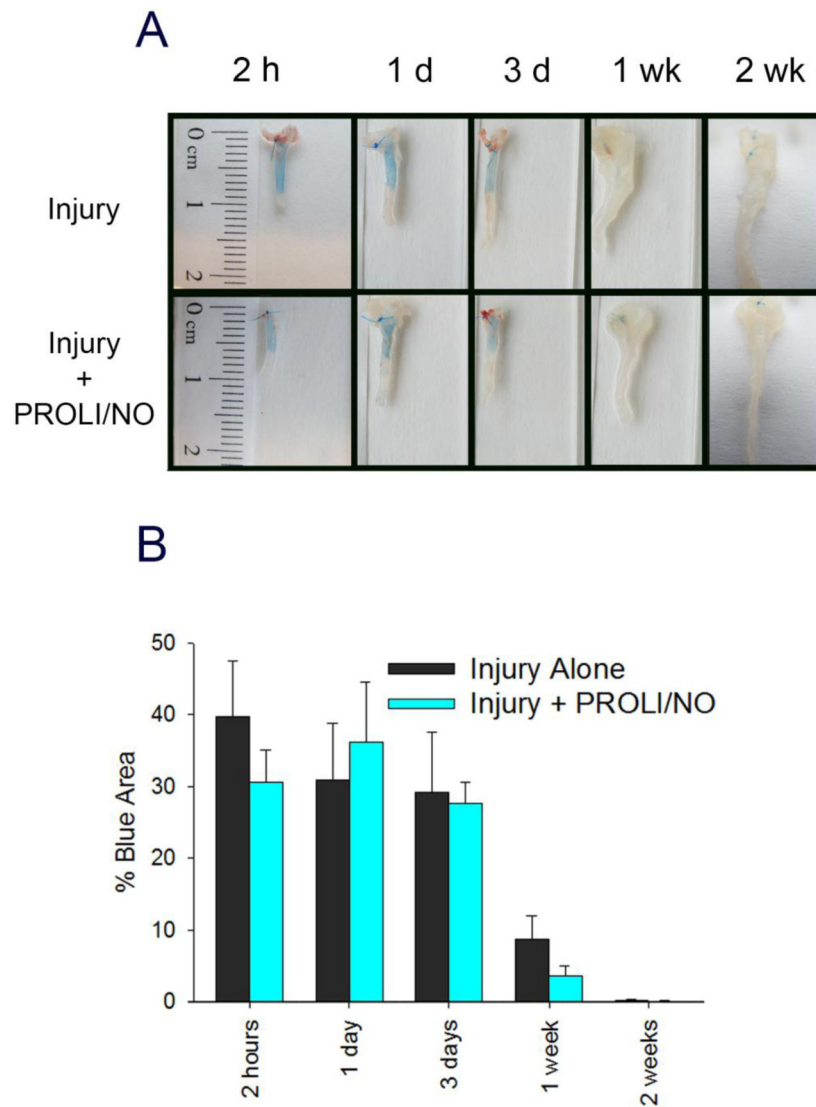 A
2 h 1 d 3 d 1 wk 2 wk
Injury
0 cm
1
2
Injury
+
PROLI/NO
0 cm
1
2
B
% Blue Area
50
40
30
20
10
0
Injury Alone
Injury + PROLI/NO
2 hours
1 day
3 days
1 week
2 weeks